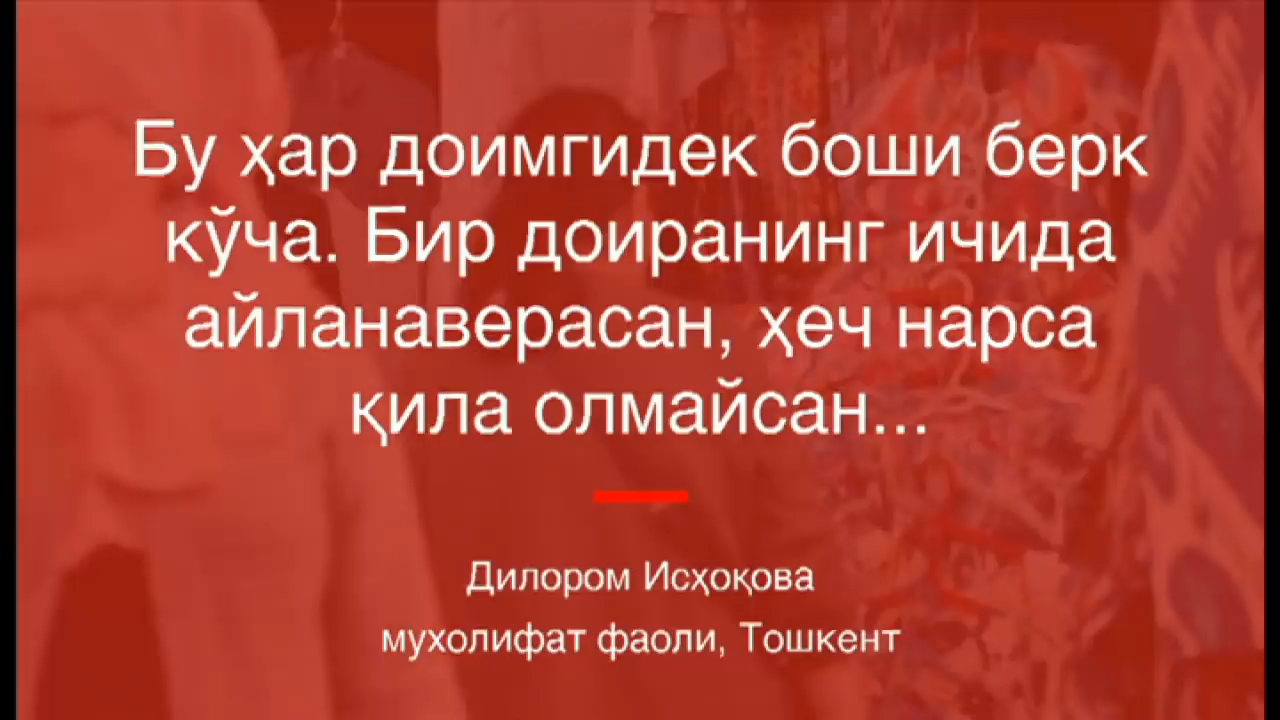 Бу ҳар доимгидек боши берк
кўча. Бир доиранинг ичида
айланаверасан, ҳеч нарса
қила олмайсан...
Дилором Исҳоқова
мухолифат фаоли, Тошкент